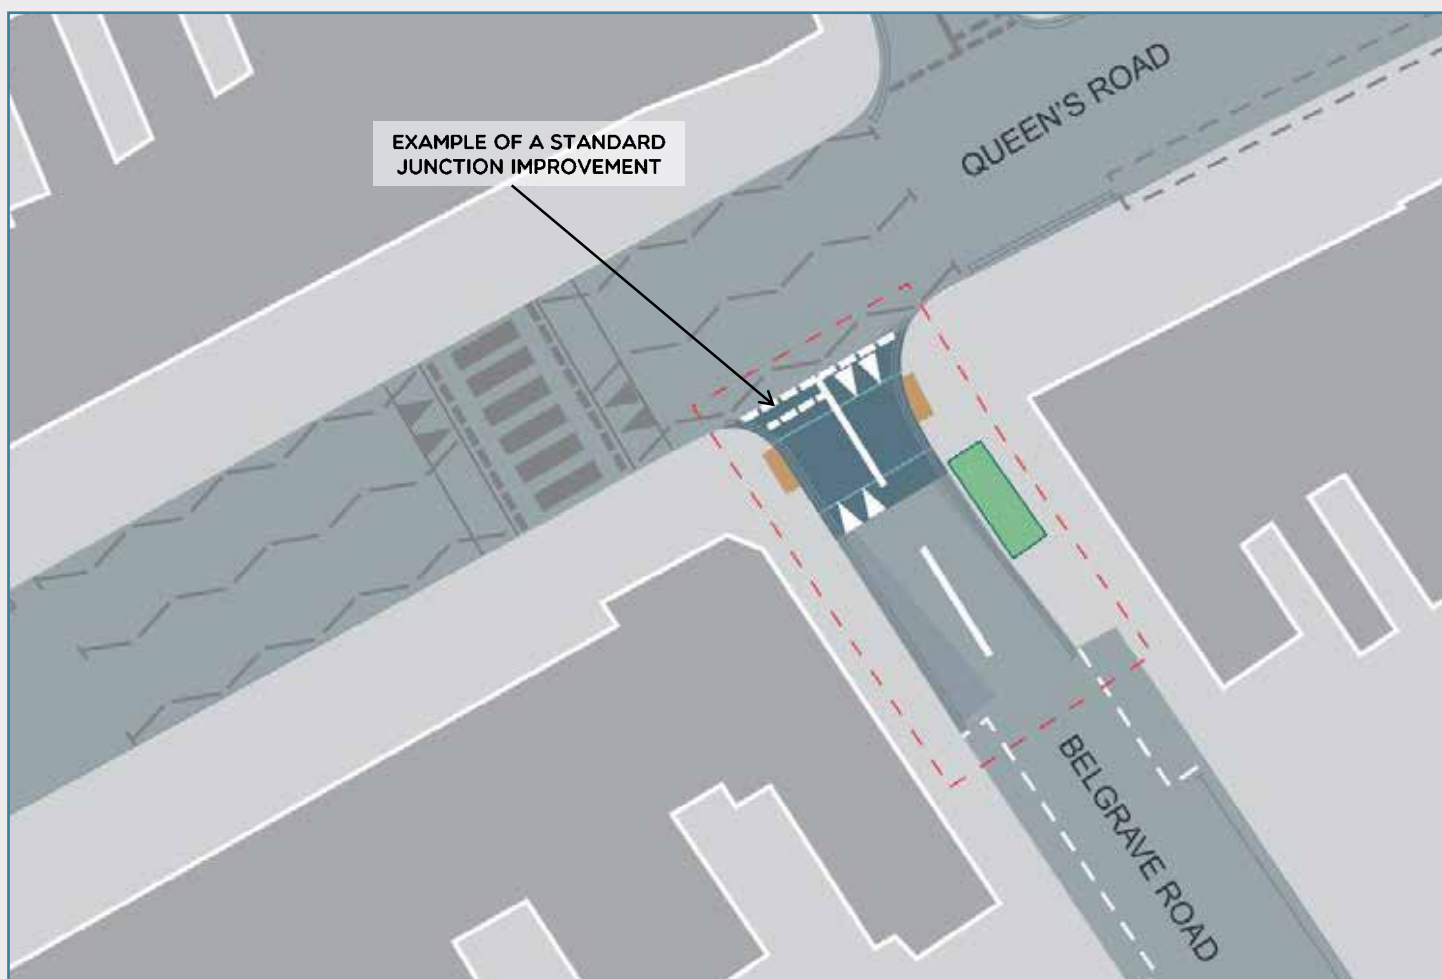 QUEEN'S ROAD
EXAMPLE OF A STANDARD
JUNCTION IMPROVEMENT
BELGRAVE ROAD